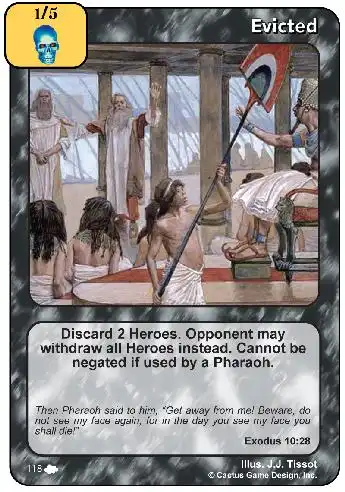 1/5
Evicted
Discard 2 Heroes. Opponent may
withdraw all Heroes instead. Cannot be
negated if used by a Pharaoh.
Then Pharaoh said to him, "Get away from me! Beware, do
not see my face again, for in the day you see my face you
shall die!"
Exodus 10:28
118
Illus. J.J. Tissot
© Cactus Game Design, Inc.